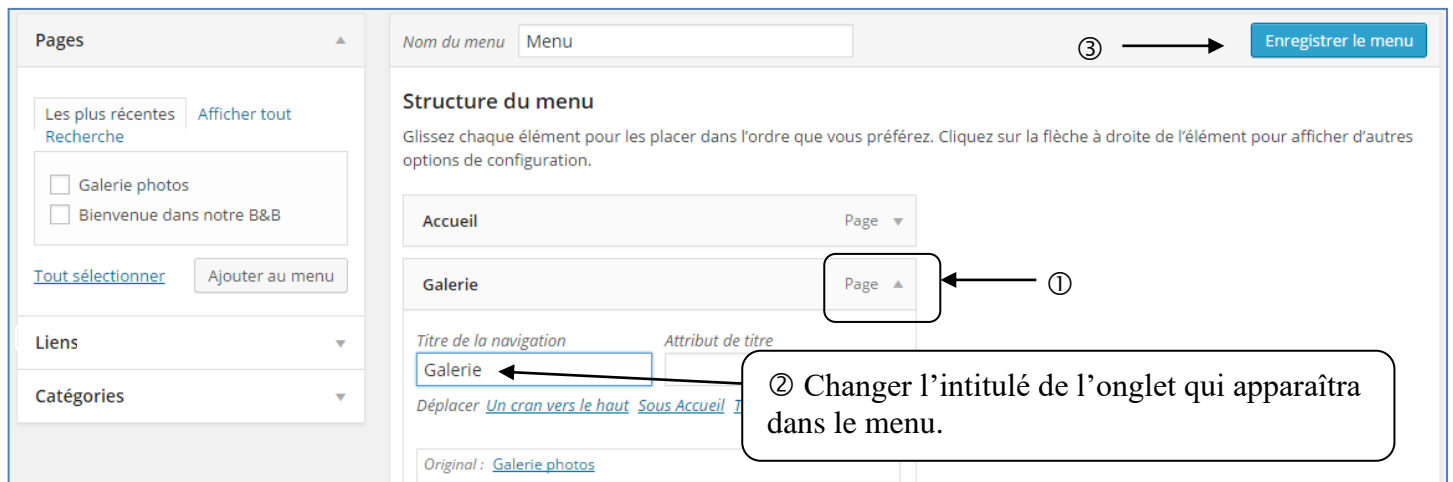 Pages
Les plus récentes Afficher tout
Recherche
Galerie photos
Bienvenue dans notre B&B
Tout sélectionner Ajouter au menu
Liens
Catégories
Nom du menu Menu
③ Enregistrer le menu
Structure du menu
Glissez chaque élément pour les placer dans l’ordre que vous préférez. Cliquez sur la flèche à droite de l’élément pour afficher d’autres
options de configuration.
Accueil Page
Galerie Page
①
Titre de la navigation Attribut de titre
Galerie
② Changer l’intitulé de l’onglet qui apparaîtra
dans le menu.
Déplacer Un cran vers le haut Sous Accueil
Original : Galerie photos